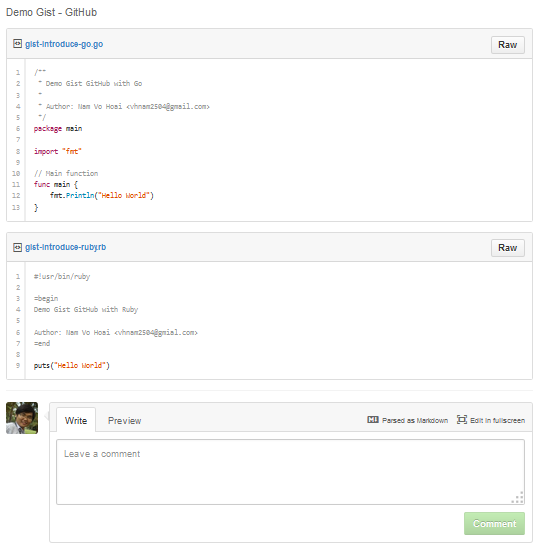 Demo Gist - GitHub
gist-introduce-go.go
Raw
1 /**
2 * Demo Gist GitHub with Go
3 *
4 * Author: Nam Vo Hoai <vhnam2504@gmail.com>
5 */
6 package main
7
8 import "fmt"
9
10 // Main function
11 func main {
12 fmt.Println("Hello World")
13 }
gist-introduce-ruby.rb
Raw
1 #!usr/bin/ruby
2
3 =begin
4 Demo Gist GitHub with Ruby
5
6 Author: Nam Vo Hoai <vhnam2504@gmial.com>
7 =end
8
9 puts("Hello World")
Write Preview Parsed as Markdown Edit in fullscreen
Leave a comment
Comment